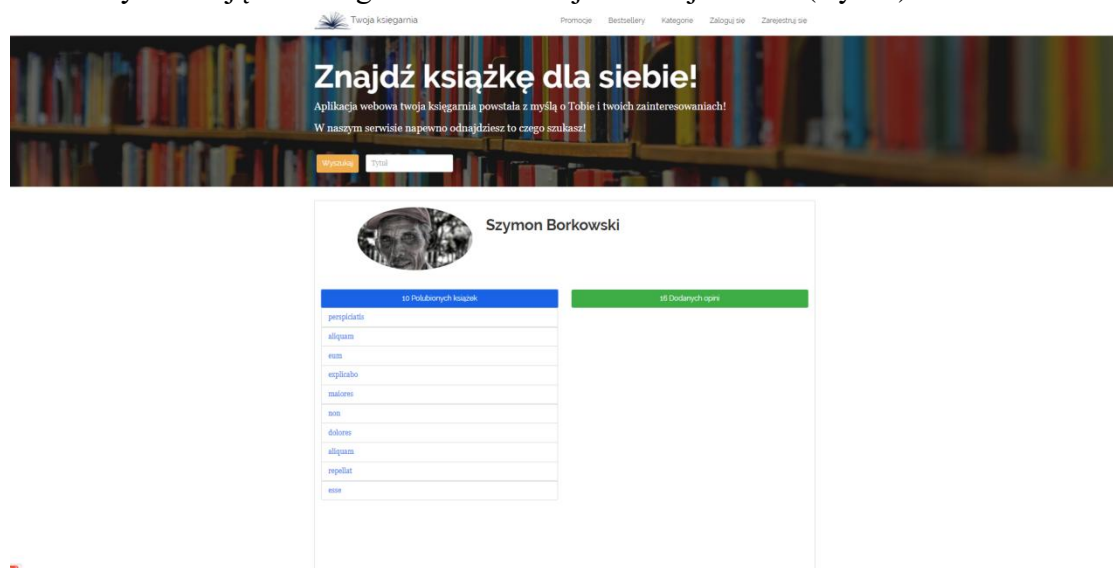 Twoja księgarnia
Promocje Bestsellery Kategorie Zaloguj się Zarejestruj się
Znajdź książkę dla siebie!
Aplikacja webowa twoja księgarnia powstała z myślą o Tobie i twoich zainteresowaniach!
W naszym serwisie napewno odnajdziesz to czego szukasz!
Wyszukaj Tytuł
Szymon Borkowski
10 Polubionych książek
18 Dodanych opini
perspiciatis
aliquam
eum
explicabo
maiores
non
dolores
aliquam
repellat
esse